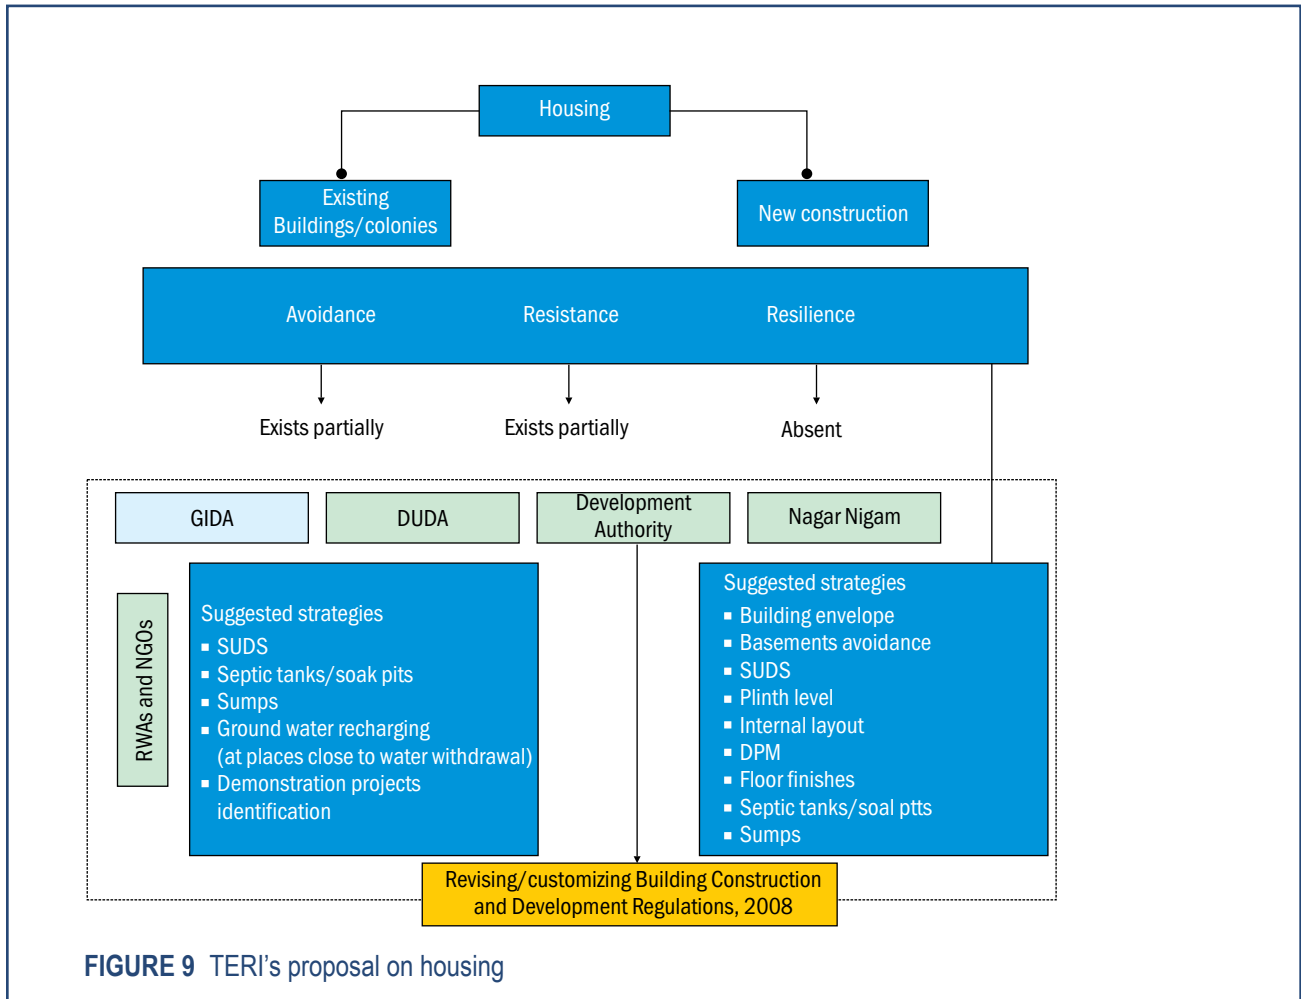 Housing
Existing
Buildings/colonies
New construction
Avoidance
Resistance
Resilience
Exists partially
Exists partially
Absent
GIDA
DUDA
Development
Authority
Nagar Nigam
RWAs and NGOs
Suggested strategies
▪ SUDS
▪ Septic tanks/soak pits
▪ Sumps
▪ Ground water recharging
(at places close to water withdrawal)
▪ Demonstration projects
identification
Suggested strategies
▪ Building envelope
▪ Basements avoidance
▪ SUDS
▪ Plinth level
▪ Internal layout
▪ DPM
▪ Floor finishes
▪ Septic tanks/soal ptts
▪ Sumps
Revising/customizing Building Construction
and Development Regulations, 2008
FIGURE 9 TERI's proposal on housing